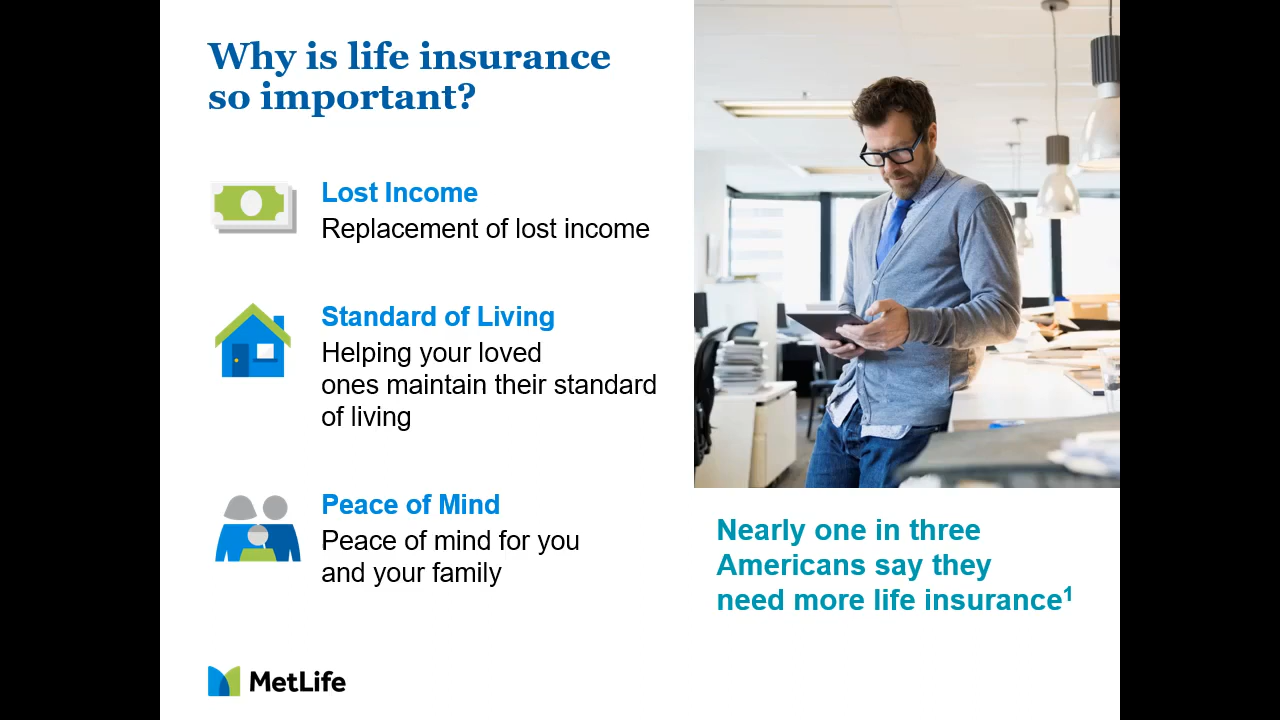 Why is life insurance
so important?
Lost Income
Replacement of lost income
Standard of Living
Helping your loved
ones maintain their standard
of living
Peace of Mind
Peace of mind for you
and your family
Nearly one in three
Americans say they
need more life insurance¹
MetLife